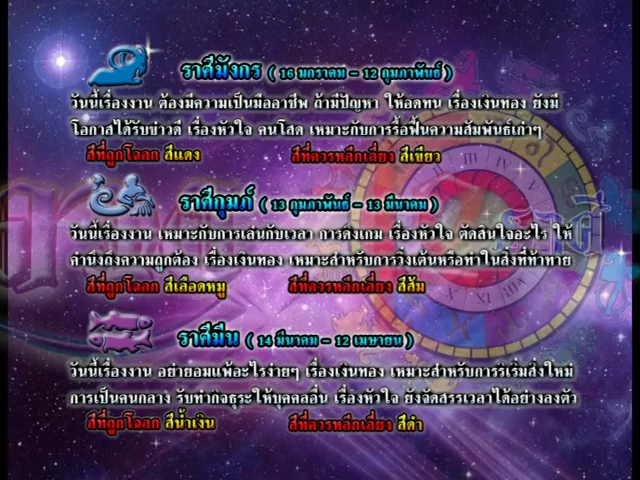 ราศีมังกร ( 16 มกราคม - 12 กุมภาพันธ์ )
วันนี้เรื่องงาน ต้องมีความเป็นมืออาชีพ ถ้ามีปัญหา ให้อดทน เรื่องเงินทอง ยังมี
โอกาสได้รับข่าวดี เรื่องหัวใจ คนโสด เหมาะกับการรื้อฟื้นความสัมพันธ์เก่าๆ
สีที่ถูกโฉลก สีแดง สีที่ควรหลีกเลี่ยง สีเขียว
ราศีกุมภ์ ( 13 กุมภาพันธ์ - 13 มีนาคม )
วันนี้เรื่องงาน เหมาะกับการเล่นกับเวลา การดึงเกม เรื่องหัวใจ ตัดสินใจอะไร ให้
คำนึงถึงความถูกต้อง เรื่องเงินทอง เหมาะสำหรับการวิ่งเต้นหรือทำในสิ่งที่ท้าทาย
สีที่ถูกโฉลก สีเลือดหมู สีที่ควรหลีกเลี่ยง สีส้ม
ราศีมีน ( 14 มีนาคม - 12 เมษายน )
วันนี้เรื่องงาน อย่ายอมแพ้อะไรง่ายๆ เรื่องเงินทอง เหมาะสำหรับการริเริ่มสิ่งใหม่
การเป็นคนกลาง รับทำกิจธุระให้บุคคลอื่น เรื่องหัวใจ ยังจัดสรรเวลาได้อย่างลงตัว
สีที่ถูกโฉลก สีน้ำเงิน สีที่ควรหลีกเลี่ยง สีดำ